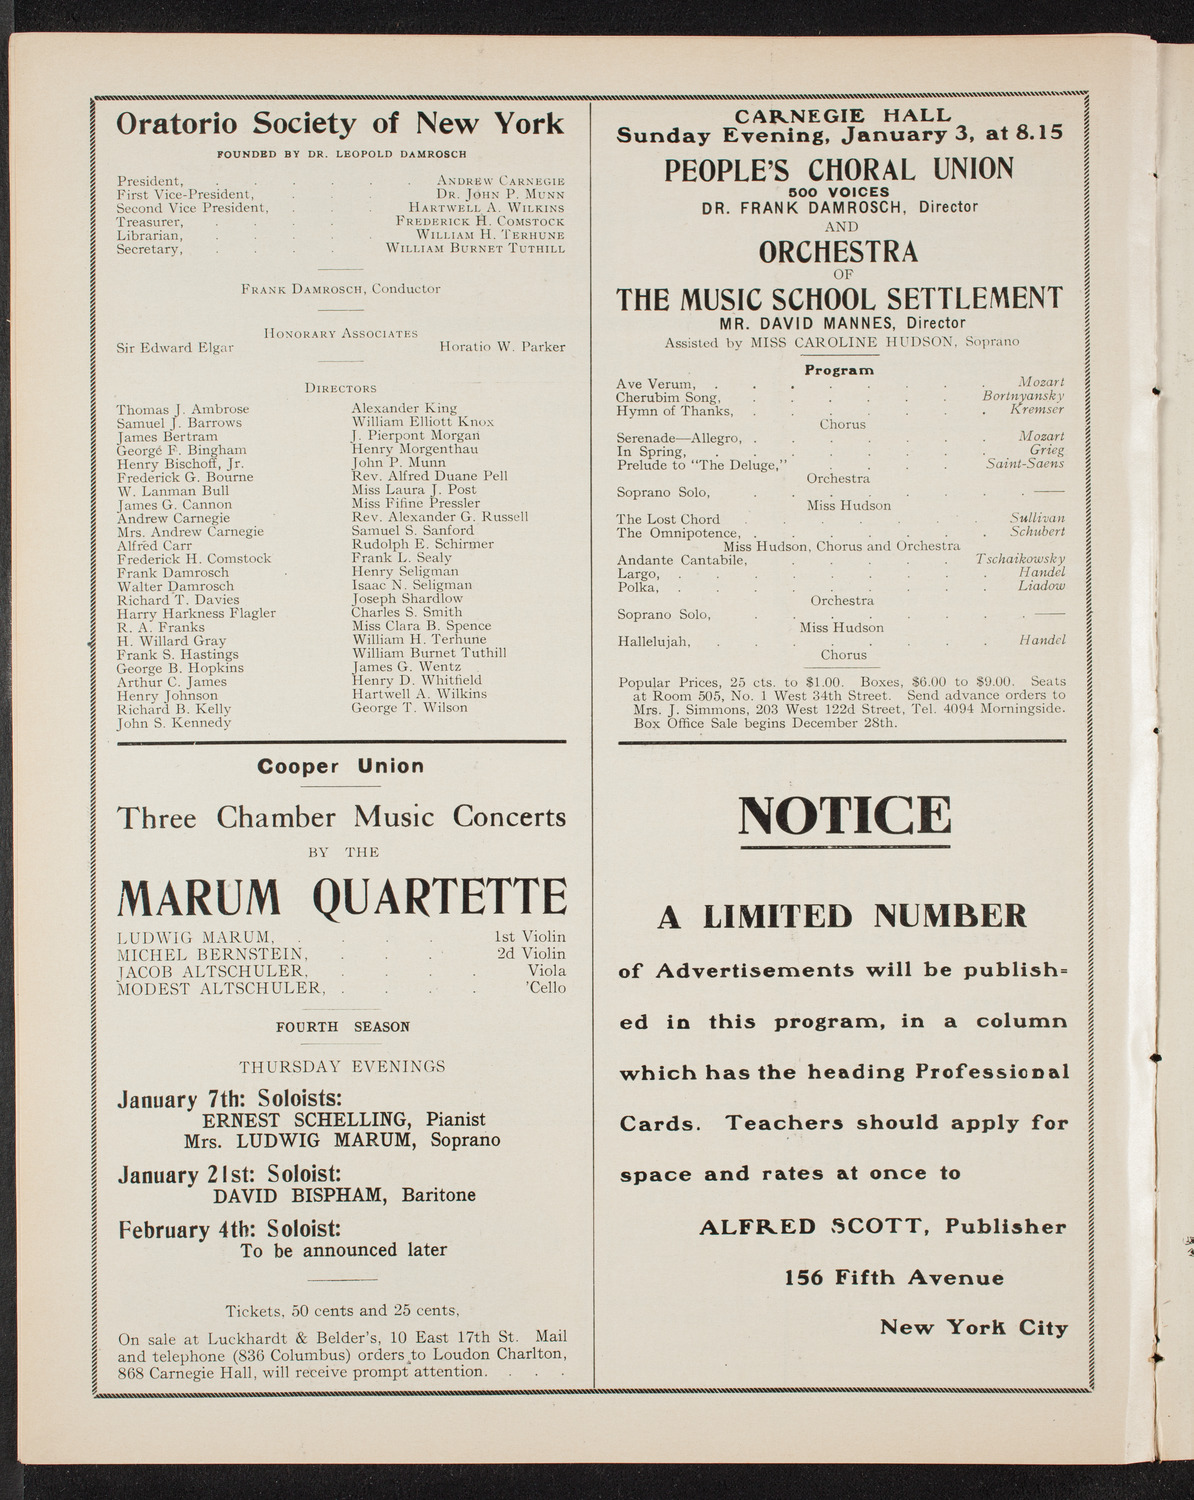 Oratorio Society of New York
FOUNDED BY DR. LEOPOLD DAMROSCH
President, . . . . . . ANDREW CARNEGIE
First Vice-President, . . . DR. JOHN P. MUNN
Second Vice President, . . . HARTWELL A. WILKINS
Treasurer, . . . . FREDERICK H. COMSTOCK
Librarian, . . . . . WILLIAM H. TERHUNE
Secretary, . . . . WILLIAM BURNET TUTHILL
FRANK DAMROSCH, Conductor
HONORARY ASSOCIATES
Sir Edward Elgar Horatio W. Parker
DIRECTORS
Thomas J. Ambrose
Samuel J. Barrows
James Bertram
George F. Bingham
Henry Bischoff, Jr.
Frederick G. Bourne
W. Lanman Bull
James G. Cannon
Andrew Carnegie
Mrs. Andrew Carnegie
Alfred Carr
Frederick H. Comstock
Frank Damrosch
Walter Damrosch
Richard T. Davies
Harry Harkness Flagler
R. A. Franks
H. Willard Gray
Frank S. Hastings
George B. Hopkins
Arthur C. James
Henry Johnson
Richard B. Kelly
John S. Kennedy
Alexander King
William Elliott Knox
J. Pierpont Morgan
Henry Morgenthau
John P. Munn
Rev. Alfred Duane Pell
Miss Laura J. Post
Miss Fifine Pressler
Rev. Alexander G. Russell
Samuel S. Sanford
Rudolph E. Schirmer
Frank L. Sealy
Henry Seligman
Isaac N. Seligman
Joseph Shardlow
Charles S. Smith
Miss Clara B. Spence
William H. Terhune
William Burnet Tuthill
James G. Wentz
Henry D. Whitfield
Hartwell A. Wilkins
George T. Wilson
Cooper Union
Three Chamber Music Concerts
BY THE
MARUM QUARTETTE
LUDWIG MARUM, . . . . 1st Violin
MICHEL BERNSTEIN, . . . 2d Violin
JACOB ALTSCHULER, . . . . Viola
MODEST ALTSCHULER, . . . . 'Cello
FOURTH SEASON
THURSDAY EVENINGS
January 7th: Soloists:
ERNEST SCHELLING, Pianist
Mrs. LUDWIG MARUM, Soprano
January 21st: Soloist:
DAVID BISPHAM, Baritone
February 4th: Soloist:
To be announced later
Tickets, 50 cents and 25 cents,
On sale at Luckhardt & Belder's, 10 East 17th St. Mail
and telephone (836 Columbus) orders to Loudon Charlton,
868 Carnegie Hall, will receive prompt attention. . . .
CARNEGIE HALL
Sunday Evening, January 3, at 8.15
PEOPLE'S CHORAL UNION
500 VOICES
DR. FRANK DAMROSCH, Director
AND
ORCHESTRA
OF
THE MUSIC SCHOOL SETTLEMENT
MR. DAVID MANNES, Director
Assisted by MISS CAROLINE HUDSON, Soprano
Program
Ave Verum, . . . . . . . . Mozart
Cherubim Song, . . . . . . Bortnyansky
Hymn of Thanks, . . . . . . . Kremser
Chorus
Serenade—Allegro, . . . . . . . Mozart
In Spring, . . . . . . . . Grieg
Prelude to "The Deluge," . . . . . Saint-Saens
Orchestra
Soprano Solo, . . . . . . . . ——
Miss Hudson
The Lost Chord . . . . . . . Sullivan
The Omnipotence, . . . . . . . Schubert
Miss Hudson, Chorus and Orchestra
Andante Cantabile, . . . . . Tschaikowsky
Largo, . . . . . . . . . Handel
Polka, . . . . . . . . . Liadow
Orchestra
Soprano Solo, . . . . . . . . ——
Miss Hudson
Hallelujah, . . . . . . . . Handel
Chorus
Popular Prices, 25 cts. to $1.00. Boxes, $6.00 to $9.00. Seats
at Room 505, No. 1 West 34th Street. Send advance orders to
Mrs. J. Simmons, 203 West 122d Street, Tel. 4094 Morningside.
Box Office Sale begins December 28th.
NOTICE
A LIMITED NUMBER
of Advertisements will be publish=
ed in this program, in a column
which has the heading Professional
Cards. Teachers should apply for
space and rates at once to
ALFRED SCOTT, Publisher
156 Fifth Avenue
New York City